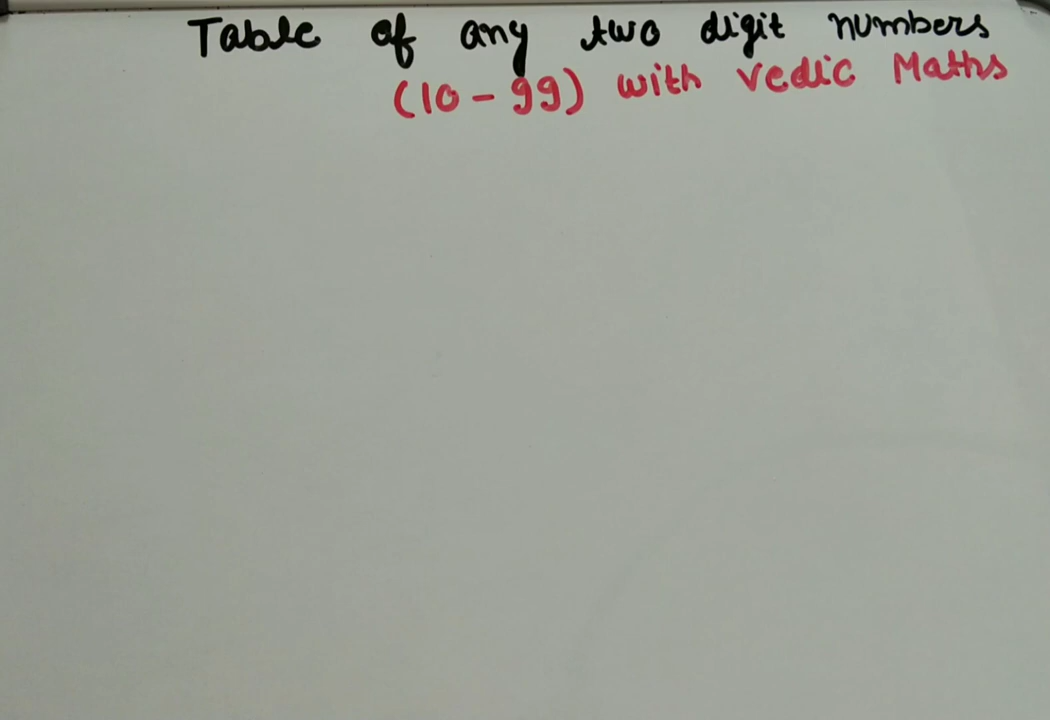 Table of any two digit numbers
(10 - 99) with vedic Maths